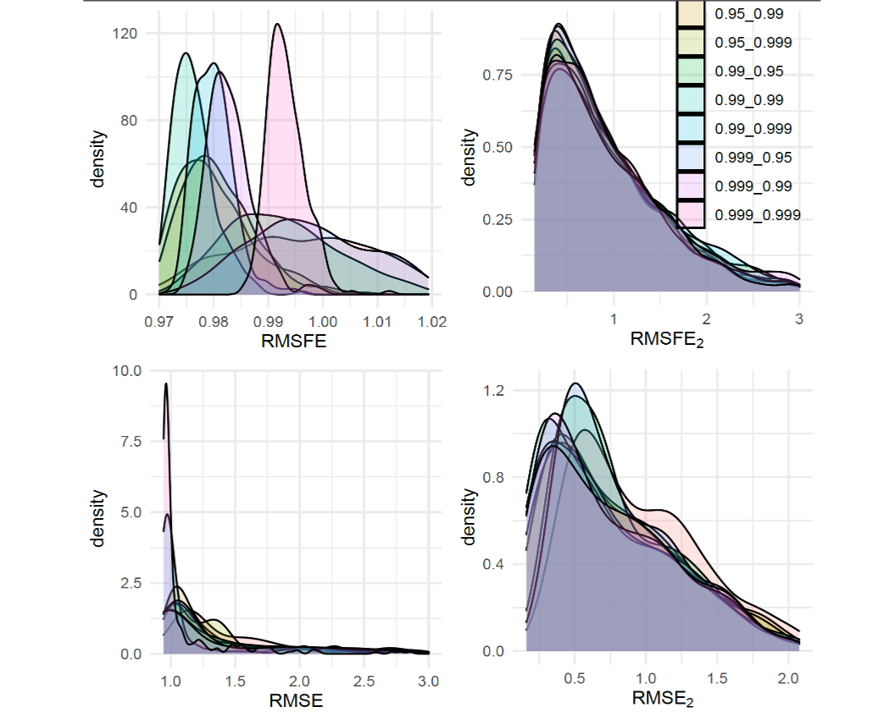 120
80
40
0
density
0.97 0.98 0.99 1.00 1.01 1.02
RMSFE
0.75
0.50
0.25
0.00
density
1 2 3
RMSFE₂
0.95_0.99
0.95_0.999
0.99_0.95
0.99_0.99
0.99_0.999
0.999_0.95
0.999_0.99
0.999_0.999
10.0
7.5
5.0
2.5
0.0
density
1.0 1.5 2.0 2.5 3.0
RMSE
1.2
0.8
0.4
0.0
density
0.5 1.0 1.5 2.0
RMSE₂